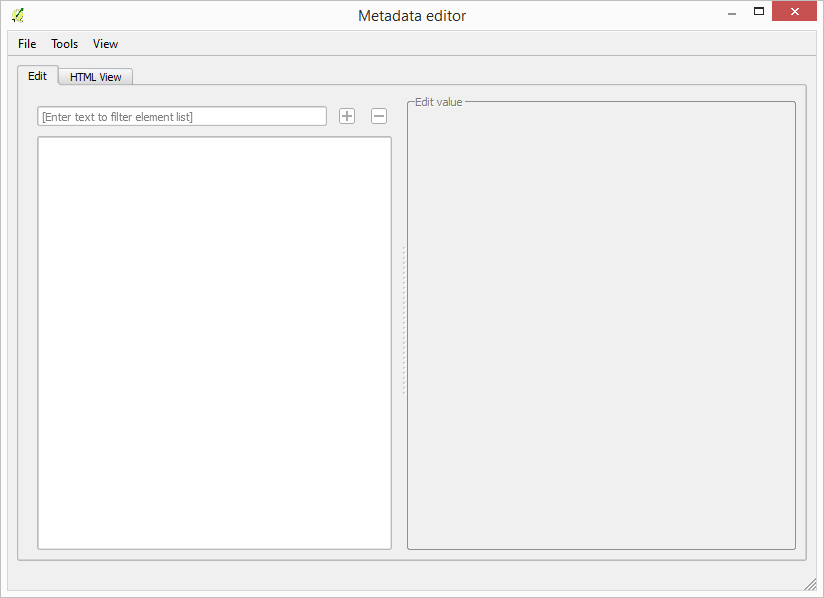 Metadata editor
File Tools View
Edit HTML View
[Enter text to filter element list]
Edit value